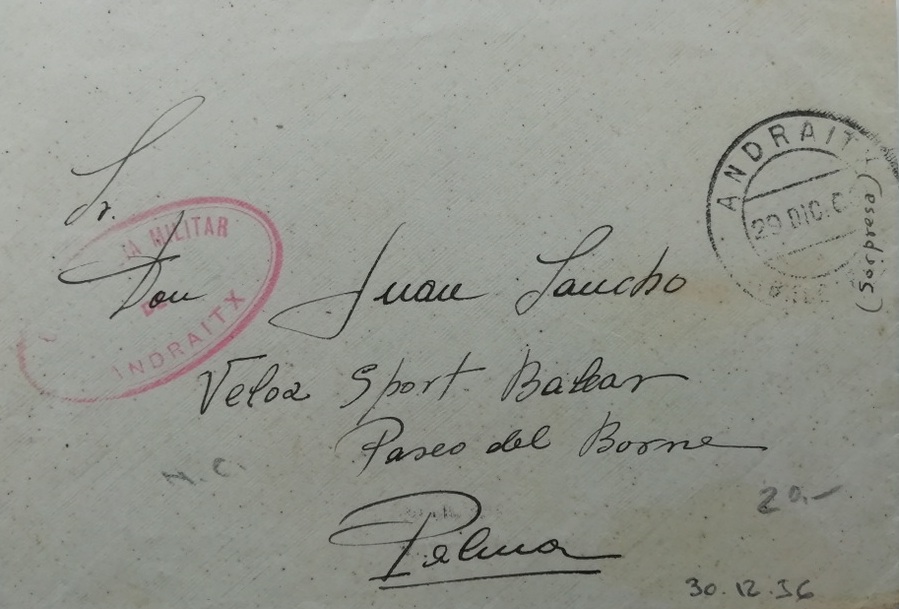 Sr.
Don Juan Sancho
Veloz Sport Balear
Paseo del Borne
Palma
MILITAR
ANDRAITX
ANDRAITX
29 DIC.
(Sorpresa)
20.-
30.12.36